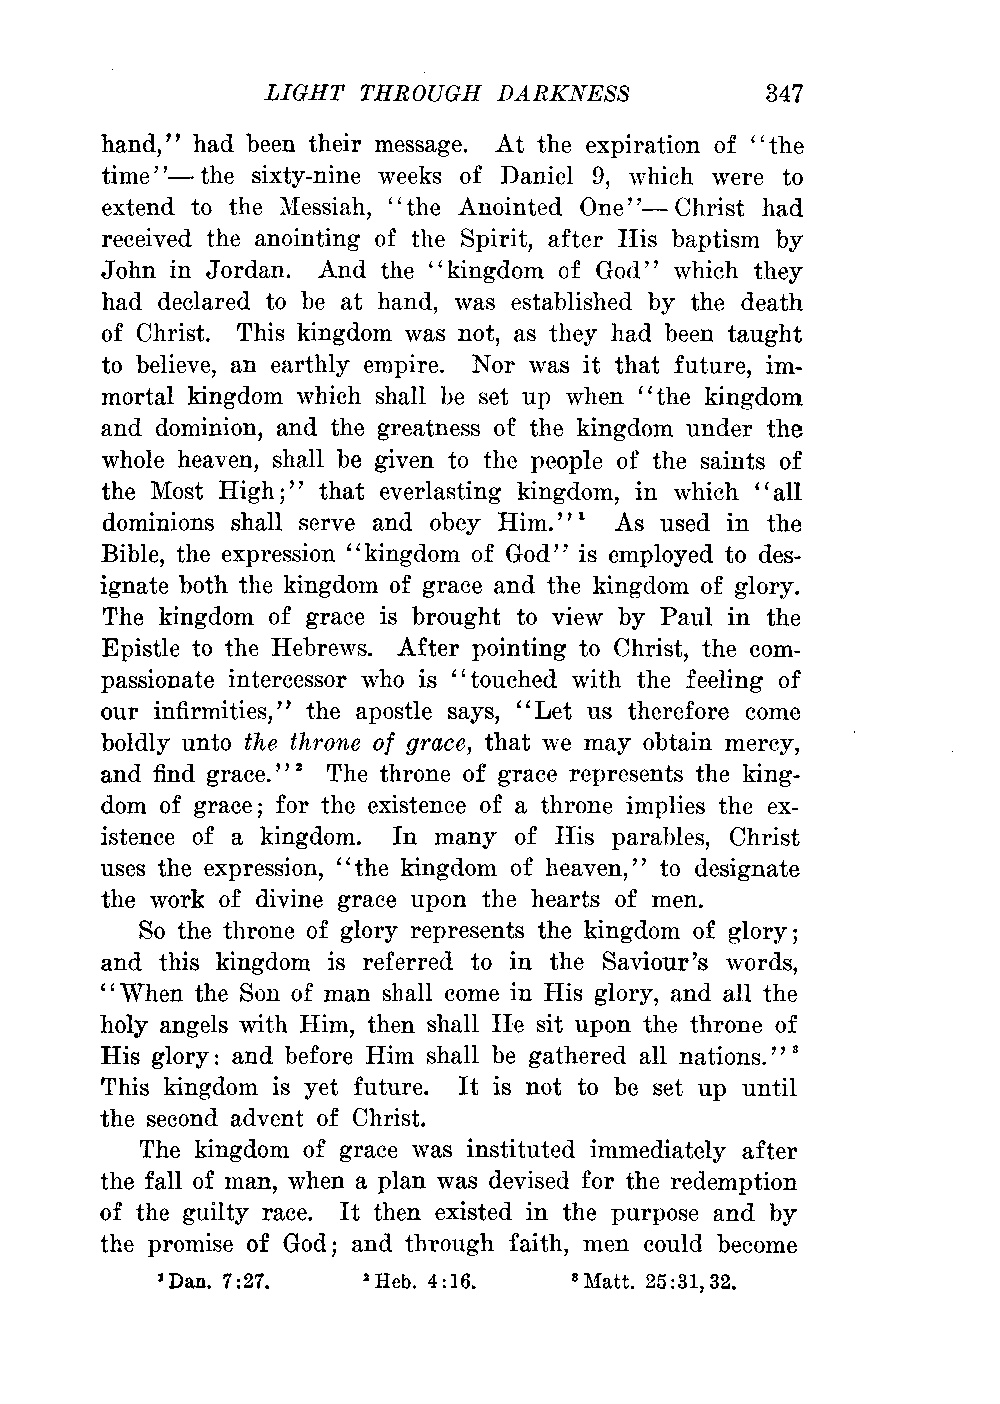 LIGHT THROUGH DARKNESS 347
hand," had been their message. At the expiration of "the
time"—the sixty-nine weeks of Daniel 9, which were to
extend to the Messiah, "the Anointed One"—Christ had
received the anointing of the Spirit, after His baptism by
John in Jordan. And the "kingdom of God" which they
had declared to be at hand, was established by the death
of Christ. This kingdom was not, as they had been taught
to believe, an earthly empire. Nor was it that future, im-
mortal kingdom which shall be set up when "the kingdom
and dominion, and the greatness of the kingdom under the
whole heaven, shall be given to the people of the saints of
the Most High;" that everlasting kingdom, in which "all
dominions shall serve and obey Him."¹ As used in the
Bible, the expression "kingdom of God" is employed to des-
ignate both the kingdom of grace and the kingdom of glory.
The kingdom of grace is brought to view by Paul in the
Epistle to the Hebrews. After pointing to Christ, the com-
passionate intercessor who is "touched with the feeling of
our infirmities," the apostle says, "Let us therefore come
boldly unto the throne of grace, that we may obtain mercy,
and find grace."² The throne of grace represents the king-
dom of grace; for the existence of a throne implies the ex-
istence of a kingdom. In many of His parables, Christ
uses the expression, "the kingdom of heaven," to designate
the work of divine grace upon the hearts of men.
So the throne of glory represents the kingdom of glory;
and this kingdom is referred to in the Saviour's words,
"When the Son of man shall come in His glory, and all the
holy angels with Him, then shall He sit upon the throne of
His glory: and before Him shall be gathered all nations."³
This kingdom is yet future. It is not to be set up until
the second advent of Christ.
The kingdom of grace was instituted immediately after
the fall of man, when a plan was devised for the redemption
of the guilty race. It then existed in the purpose and by
the promise of God; and through faith, men could become
¹Dan. 7:27. ²Heb. 4:16. ³Matt. 25:31, 32.